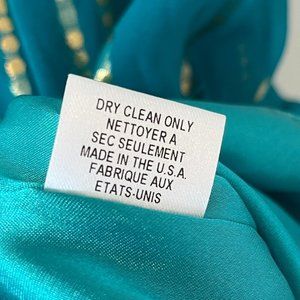 DRY CLEAN ONLY
NETTOYER A
SEC SEULEMENT
MADE IN THE U.S.A.
FABRIQUE AUX
ETATS-UNIS